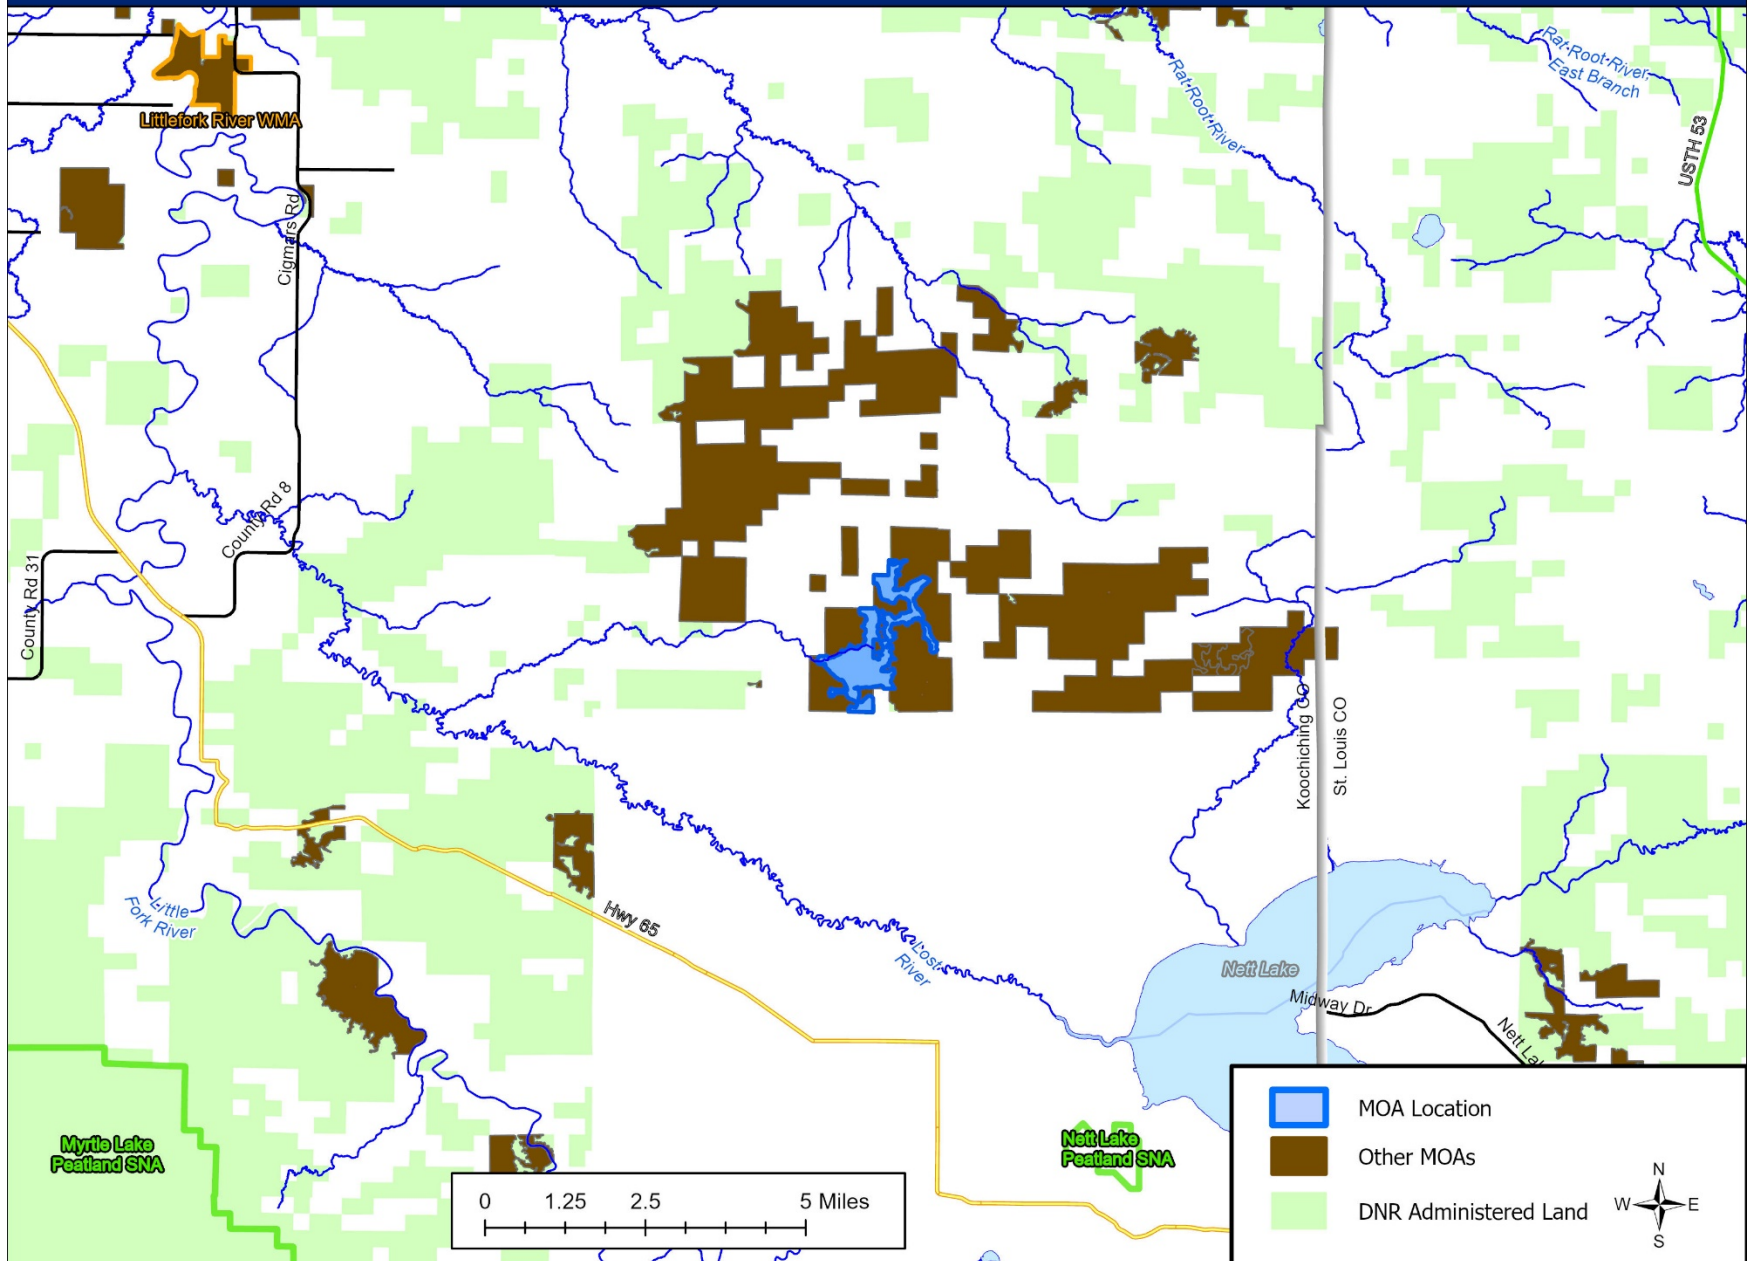 Rat Root River,
East Branch
Rat Root River
USTH 53
Littlefork River WMA
Cigmars Rd
County Rd 8
County Rd 31
Koochiching CO
St. Louis CO
Little
Fork River
Hwy 65
Lost
River
Nett Lake
Midway Dr
Myrtle Lake
Peatland SNA
Nett Lake
Peatland SNA
0 1.25 2.5 5 Miles
MOA Location
Other MOAs
DNR Administered Land
N
W E
S